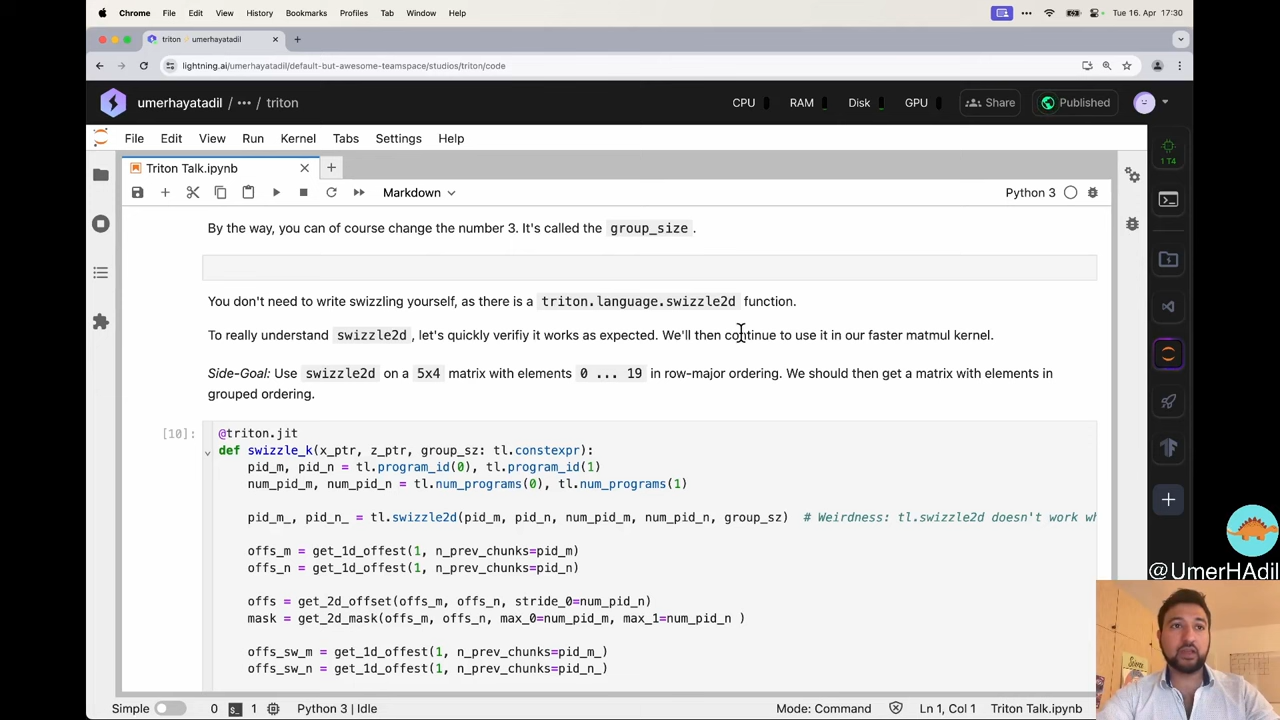 Chrome File Edit View History Bookmarks Profiles Tab Window Help Tue 16. Apr 17:30
triton umerhayatadil
lightning.ai/umerhayatadil/default-but-awesome-teamspace/studios/triton/code
umerhayatadil / ··· / triton CPU RAM Disk GPU Share Published
File Edit View Run Kernel Tabs Settings Help
1 T4
Triton Talk.ipynb
Markdown Python 3
By the way, you can of course change the number 3. It's called the group_size.
You don't need to write swizzling yourself, as there is a triton.language.swizzle2d function.
To really understand swizzle2d, let's quickly verifiy it works as expected. We'll then continue to use it in our faster matmul kernel.
Side-Goal: Use swizzle2d on a 5x4 matrix with elements 0 ... 19 in row-major ordering. We should then get a matrix with elements in
grouped ordering.
[10]: @triton.jit
def swizzle_k(x_ptr, z_ptr, group_sz: tl.constexpr):
pid_m, pid_n = tl.program_id(0), tl.program_id(1)
num_pid_m, num_pid_n = tl.num_programs(0), tl.num_programs(1)
pid_m_, pid_n_ = tl.swizzle2d(pid_m, pid_n, num_pid_m, num_pid_n, group_sz) # Weirdness: tl.swizzle2d doesn't work wh
offs_m = get_1d_offest(1, n_prev_chunks=pid_m)
offs_n = get_1d_offest(1, n_prev_chunks=pid_n)
offs = get_2d_offset(offs_m, offs_n, stride_0=num_pid_n)
mask = get_2d_mask(offs_m, offs_n, max_0=num_pid_m, max_1=num_pid_n )
offs_sw_m = get_1d_offest(1, n_prev_chunks=pid_m_)
offs_sw_n = get_1d_offest(1, n_prev_chunks=pid_n_)
@UmerHAdil
Simple 0 1 Python 3 | Idle Mode: Command Ln 1, Col 1 Triton Talk.ipynb